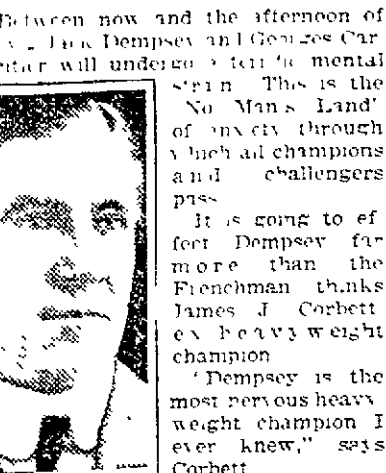 Between now and the afternoon of
Jack Dempsey and Georges Car
will undergo a mental
strain This is the
'No Man's Land'
of anxiety through
which all champions
and challengers
pass
It is going to ef
fect Dempsey far
more than the
Frenchman thinks
James J Corbett
ex heavyweight
champion
"Dempsey is the
most nervous heavy
weight champion I
ever knew," says
Corbett